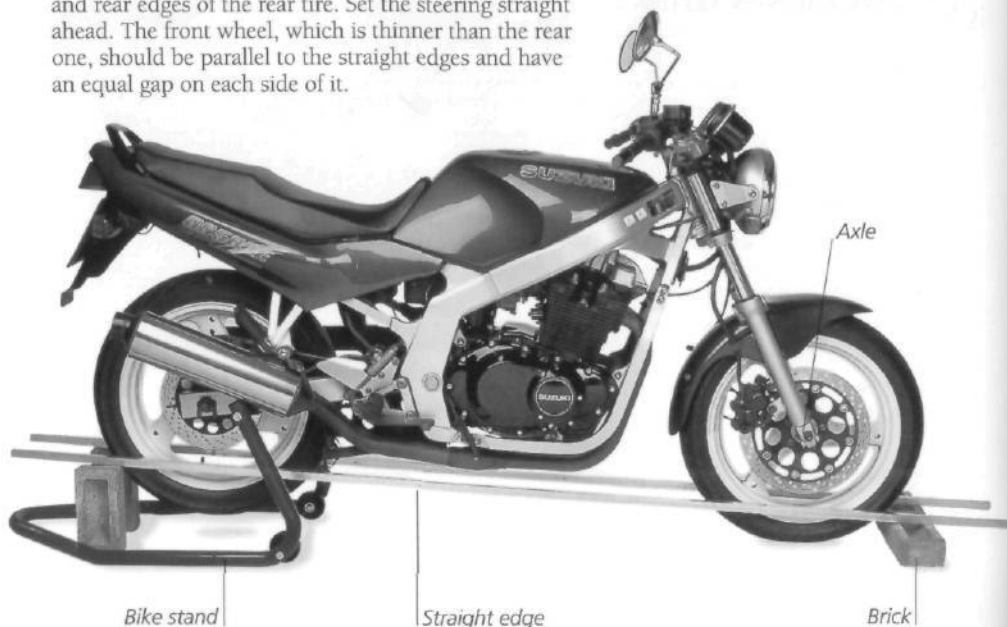 and rear edges of the rear tire. Set the steering straight
ahead. The front wheel, which is thinner than the rear
one, should be parallel to the straight edges and have
an equal gap on each side of it.
SUZUKI
Axle
SUZUKI
Bike stand
Straight edge
Brick